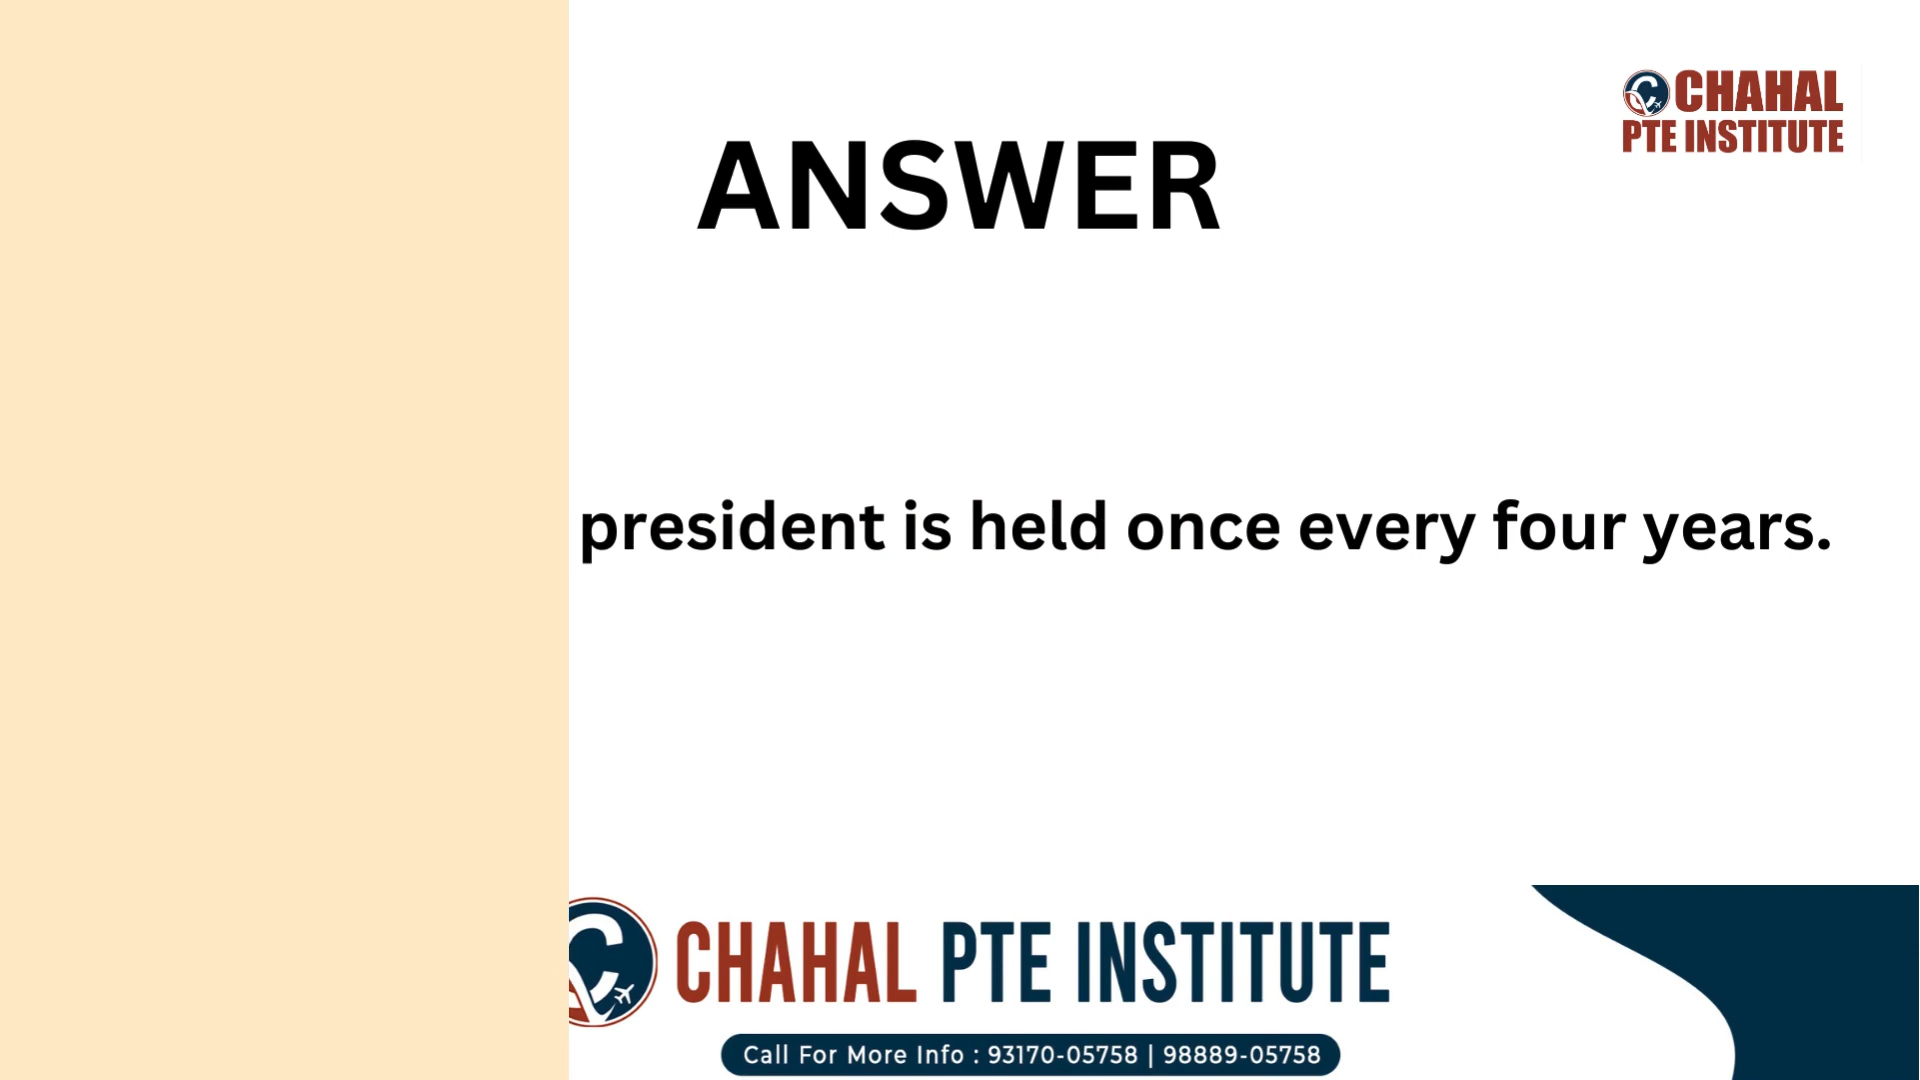 CHAHAL
PTE INSTITUTE
ANSWER
president is held once every four years.
CHAHAL PTE INSTITUTE
Call For More Info : 93170-05758 | 98889-05758